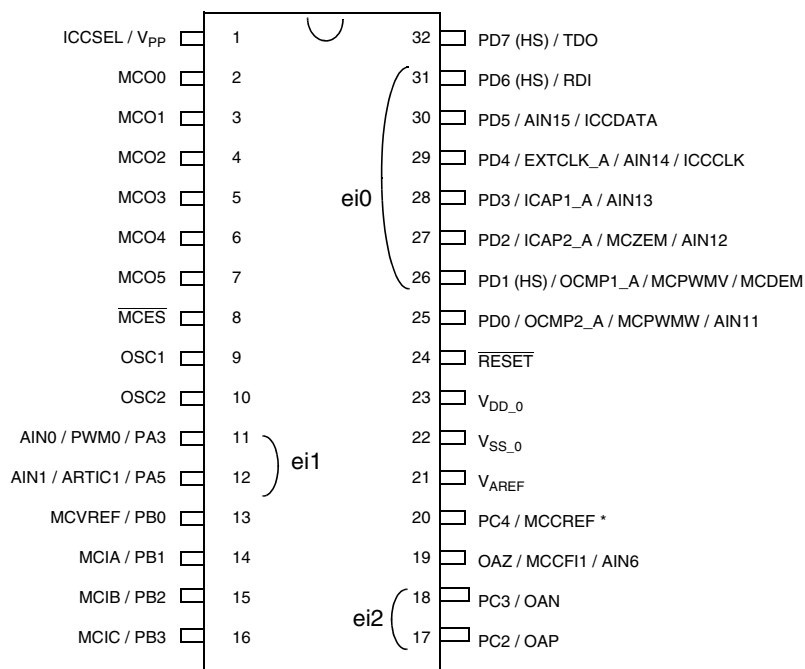 ICCSEL / VPP 1 32 PD7 (HS) / TDO
MCO0 2 31 PD6 (HS) / RDI
MCO1 3 30 PD5 / AIN15 / ICCDATA
MCO2 4 29 PD4 / EXTCLK_A / AIN14 / ICCCLK
MCO3 5 ei0 28 PD3 / ICAP1_A / AIN13
MCO4 6 27 PD2 / ICAP2_A / MCZEM / AIN12
MCO5 7 26 PD1 (HS) / OCMP1_A / MCPWMV / MCDEM
MCES 8 25 PD0 / OCMP2_A / MCPWMW / AIN11
OSC1 9 24 RESET
OSC2 10 23 VDD_0
AIN0 / PWM0 / PA3 11 22 VSS_0
ei1
AIN1 / ARTIC1 / PA5 12 21 VAREF
MCVREF / PB0 13 20 PC4 / MCCREF *
MCIA / PB1 14 19 OAZ / MCCFI1 / AIN6
MCIB / PB2 15 18 PC3 / OAN
ei2
MCIC / PB3 16 17 PC2 / OAP